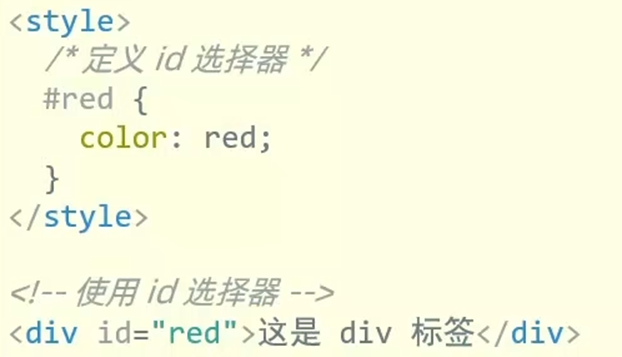 <style>
/* 定义 id 选择器 */
#red {
color: red;
}
</style>
<!-- 使用 id 选择器 -->
<div id="red">这是 div 标签</div>